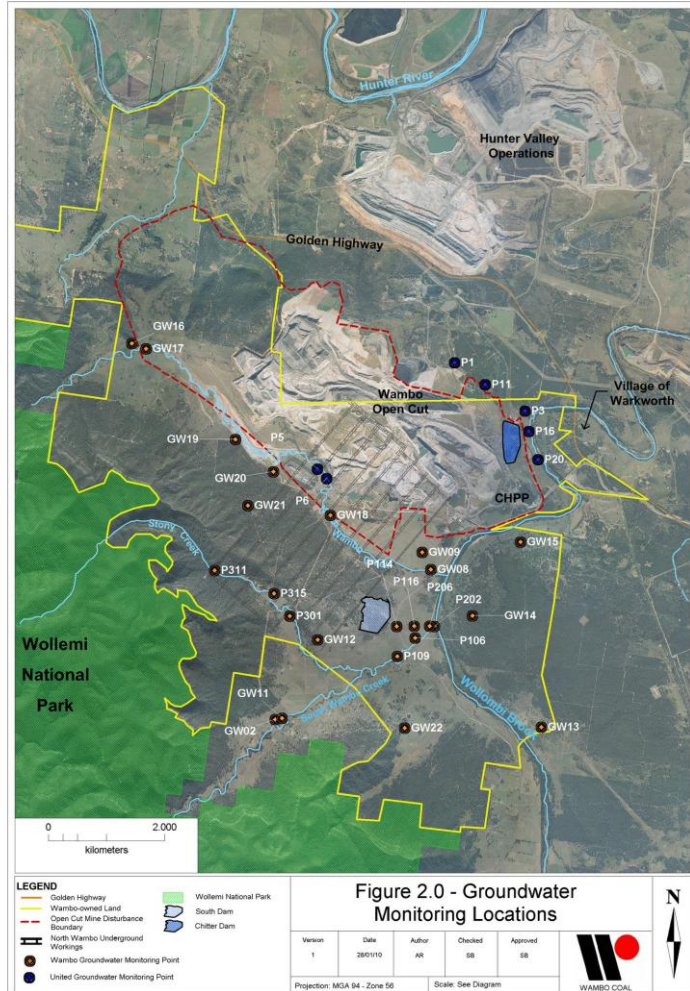 Hunter River
Hunter Valley
Operations
Golden Highway
GW16
GW17
P1
P11
Wambo
Open Cut
P3
Village of
Warkworth
P16
GW19
P5
P20
GW20
CHPP
GW21
P6
GW18
Stony Creek
Wambo
GW15
GW09
P114
GW08
P311
P116
P206
P315
P202
P301
GW14
Wollemi
National
Park
GW12
P106
P109
GW11
South Wambo Creek
Wollombi Brook
GW02
GW22
GW13
0 2.000
kilometers
LEGEND
Golden Highway
Wambo-owned Land
Open Cut Mine Disturbance
Boundary
North Wambo Underground
Workings
Wambo Groundwater Monitoring Point
United Groundwater Monitoring Point
Wollemi National Park
South Dam
Chitter Dam
Figure 2.0 - Groundwater
Monitoring Locations
Version Date Author Checked Approved
1 28/01/10 AR SB SB
Projection: MGA 94 - Zone 56 Scale: See Diagram
WAMBO COAL
N